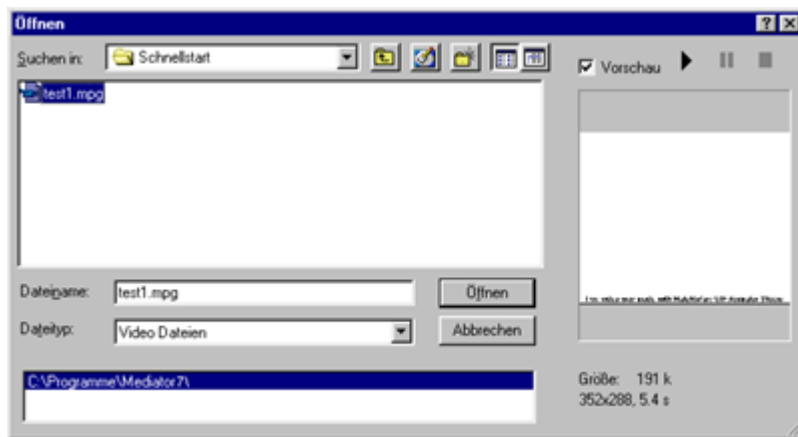 Öffnen
Suchen in: Schnellstart
Vorschau
test1.mpg
Dateiname: test1.mpg
Öffnen
Dateityp: Video Dateien
Abbrechen
C:\Programme\Mediator7\
Größe: 191 k
352x288, 5.4 s